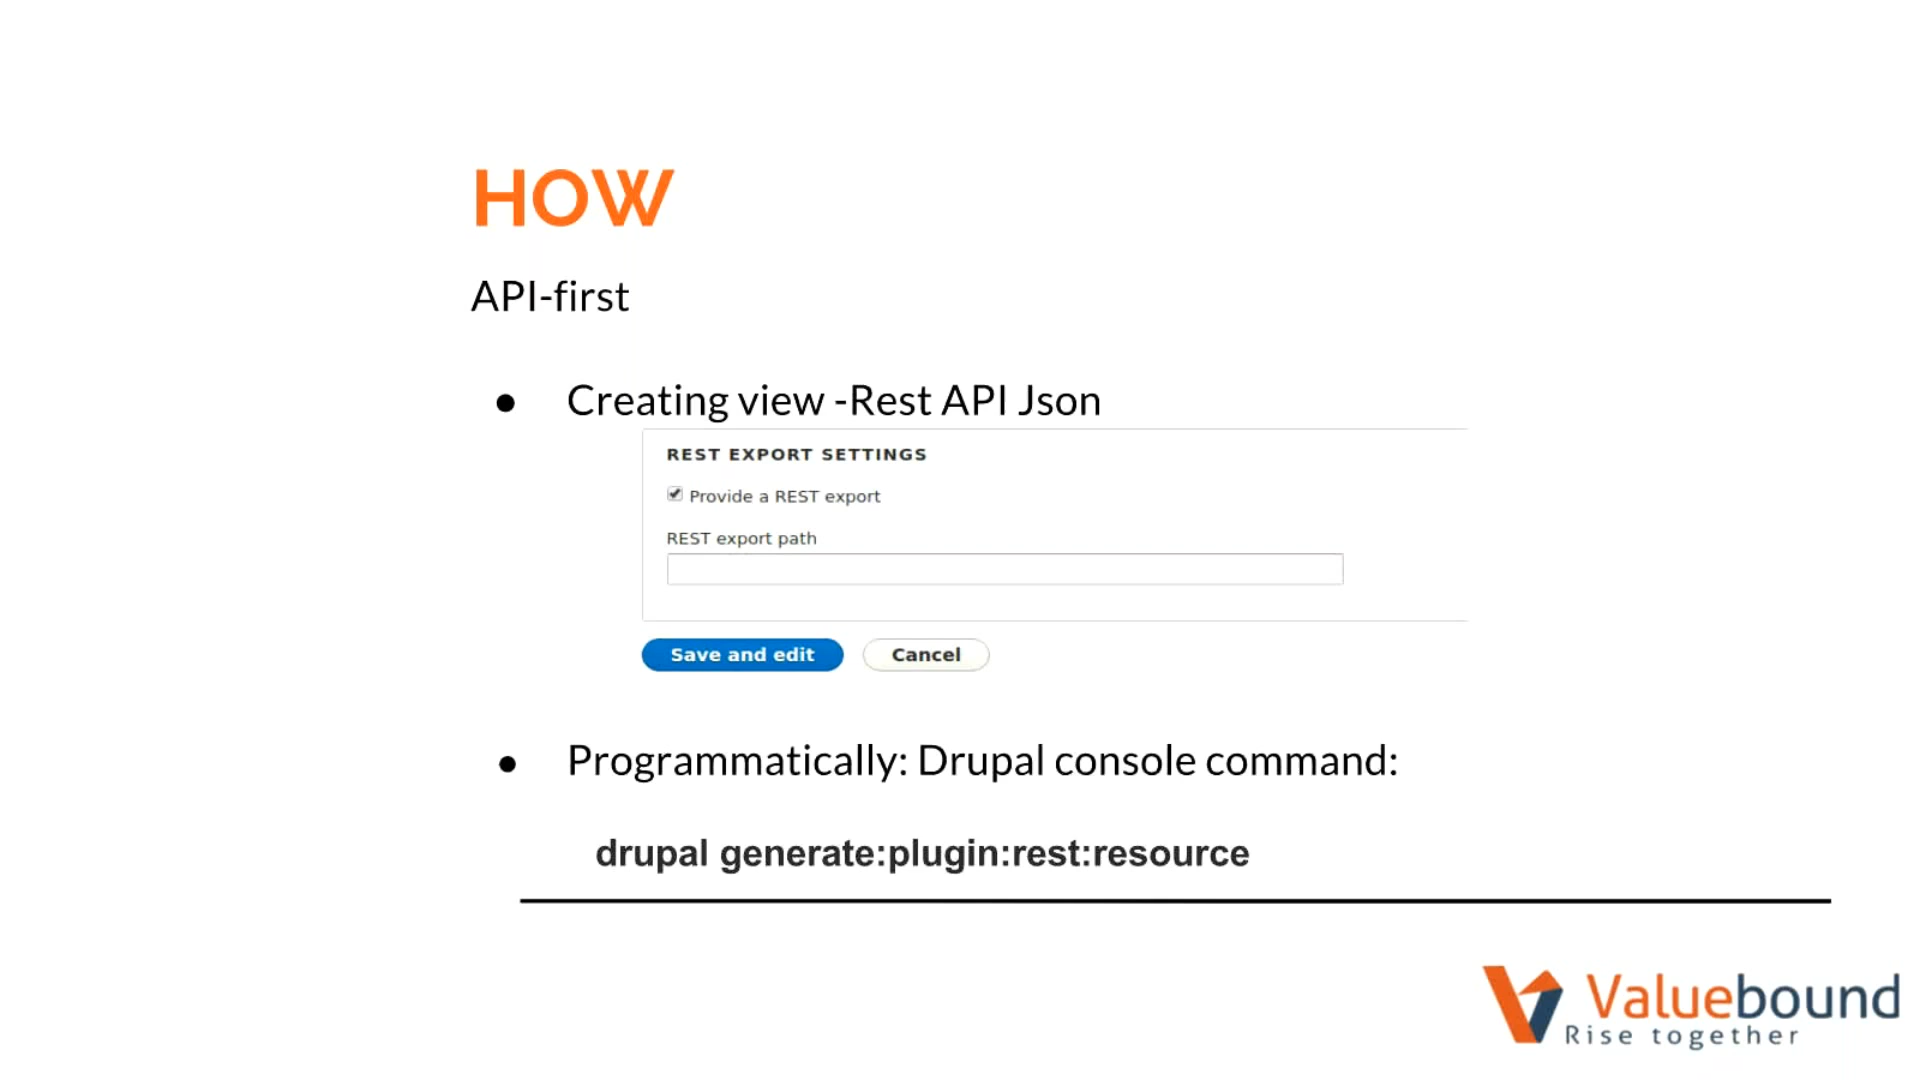 HOW
API-first
● Creating view -Rest API Json
REST EXPORT SETTINGS
Provide a REST export
REST export path
Save and edit Cancel
● Programmatically: Drupal console command:
drupal generate:plugin:rest:resource
Valuebound
Rise together